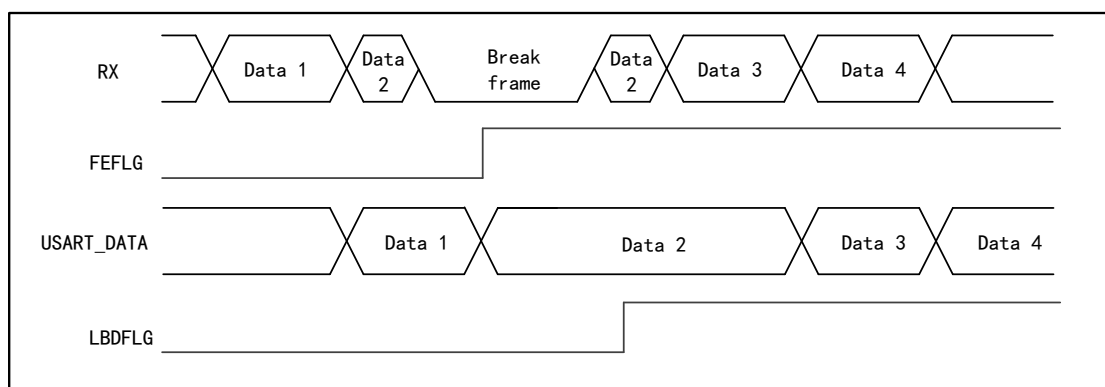 RX
Data 1
Data
2
Break
frame
Data
2
Data 3
Data 4
FEFLG
USART_DATA
Data 1
Data 2
Data 3
Data 4
LBDFLG